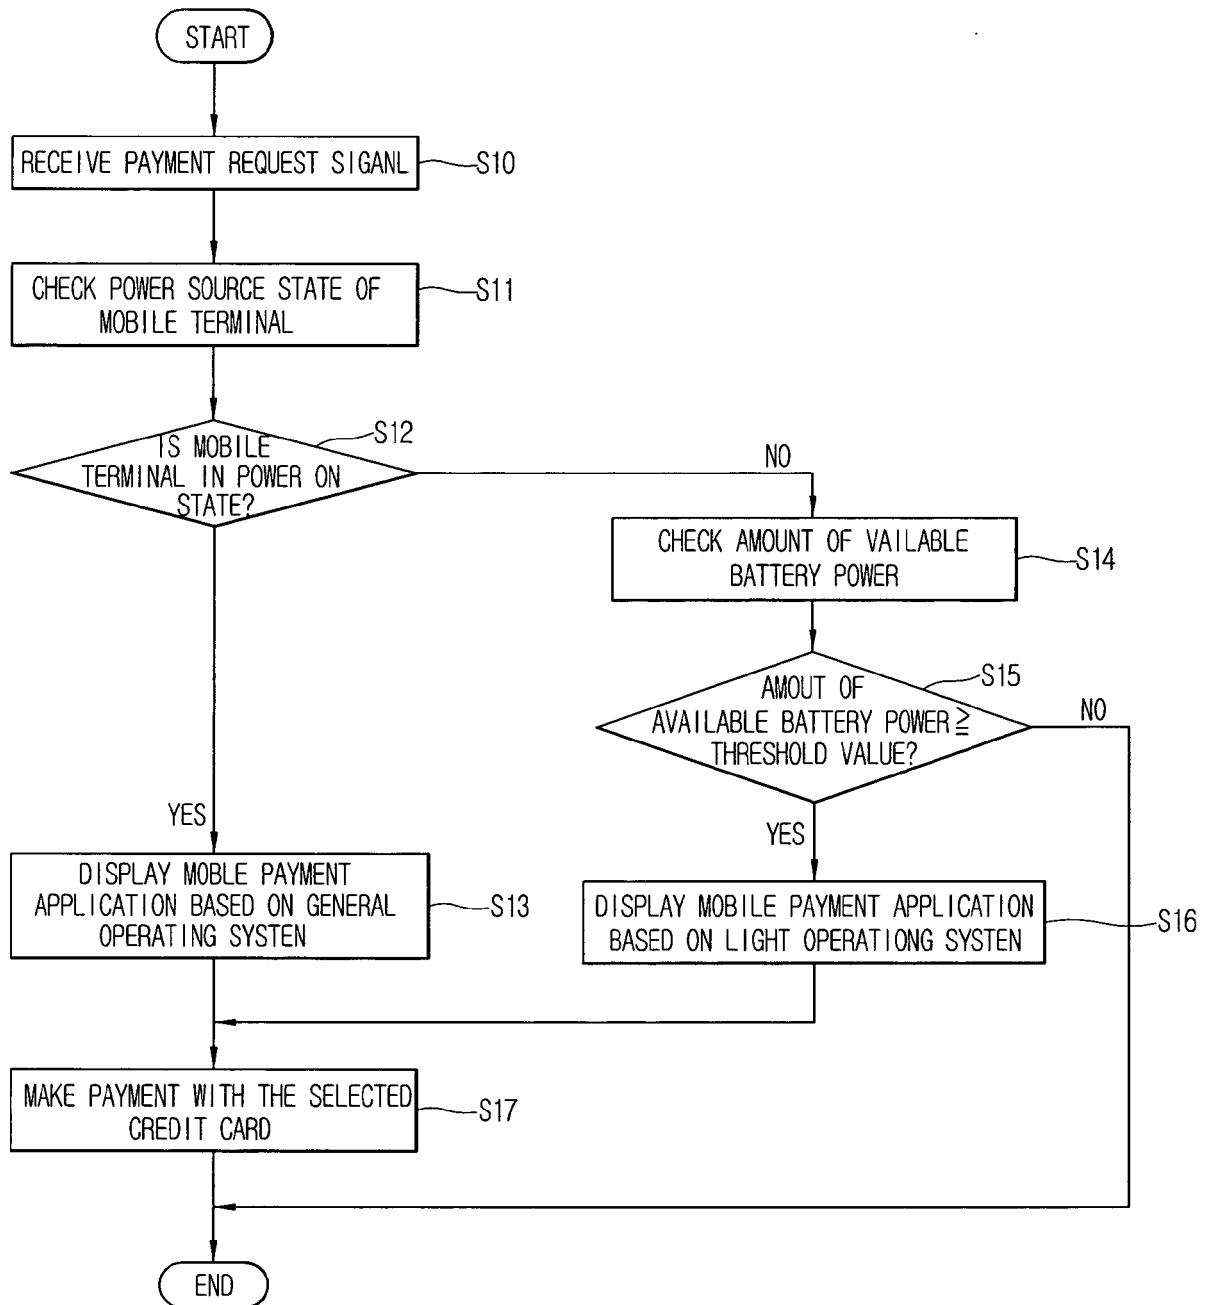 START
RECEIVE PAYMENT REQUEST SIGANL
S10
CHECK POWER SOURCE STATE OF
MOBILE TERMINAL
S11
IS MOBILE
TERMINAL IN POWER ON
STATE?
S12
NO
CHECK AMOUNT OF VAILABLE
BATTERY POWER
S14
AMOUT OF
AVAILABLE BATTERY POWER ≧
THRESHOLD VALUE?
S15
NO
YES
YES
DISPLAY MOBLE PAYMENT
APPLICATION BASED ON GENERAL
OPERATING SYSTEN
S13
DISPLAY MOBILE PAYMENT APPLICATION
BASED ON LIGHT OPERATIONG SYSTEN
S16
MAKE PAYMENT WITH THE SELECTED
CREDIT CARD
S17
END